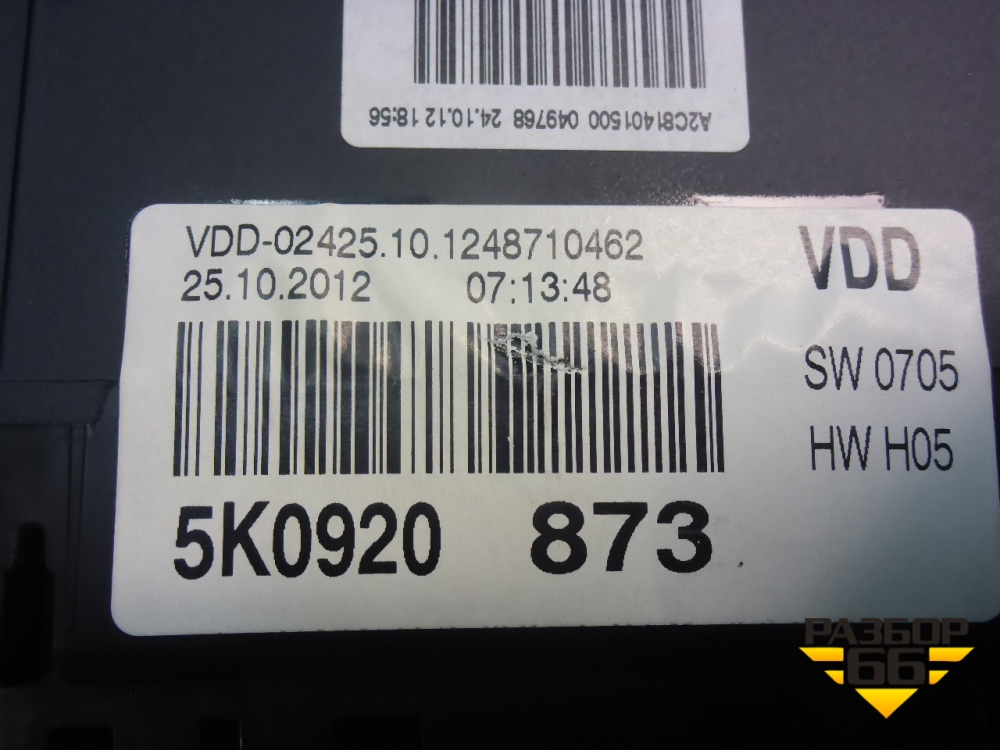 A2C81401500 049768 24.10.12 18:56
VDD-02425.10.1248710462
25.10.2012 07:13:48
VDD
SW 0705
HW H05
5K0920 873
РАЗБОР
66